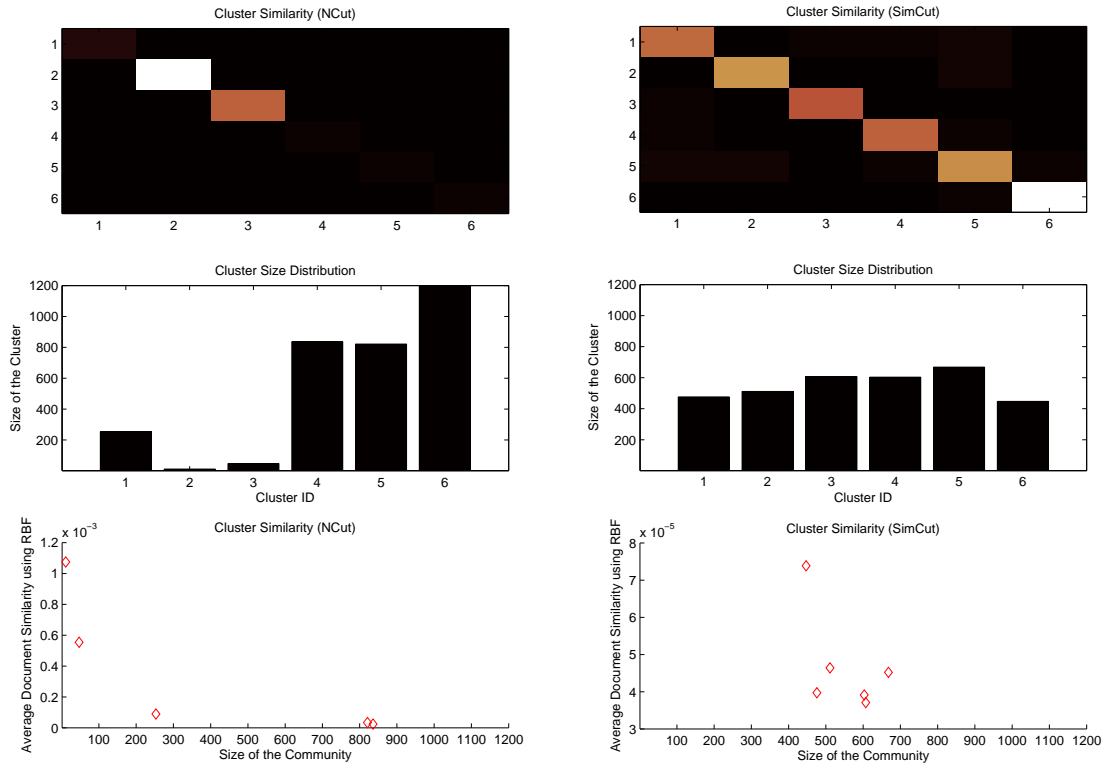 Cluster Similarity (NCut)
1
2
3
4
5
6
1 2 3 4 5 6
Cluster Size Distribution
1200
1000
800
600
400
200
Size of the Cluster
1 2 3 4 5 6
Cluster ID
Cluster Similarity (NCut)
x 10−3
1.2
1
0.8
0.6
0.4
0.2
0
Average Document Similarity using RBF
100 200 300 400 500 600 700 800 900 1000 1100 1200
Size of the Community
Cluster Similarity (SimCut)
1
2
3
4
5
6
1 2 3 4 5 6
Cluster Size Distribution
1200
1000
800
600
400
200
Size of the Cluster
1 2 3 4 5 6
Cluster ID
Cluster Similarity (SimCut)
x 10−5
8
7
6
5
4
3
Average Document Similarity using RBF
100 200 300 400 500 600 700 800 900 1000 1100 1200
Size of the Community